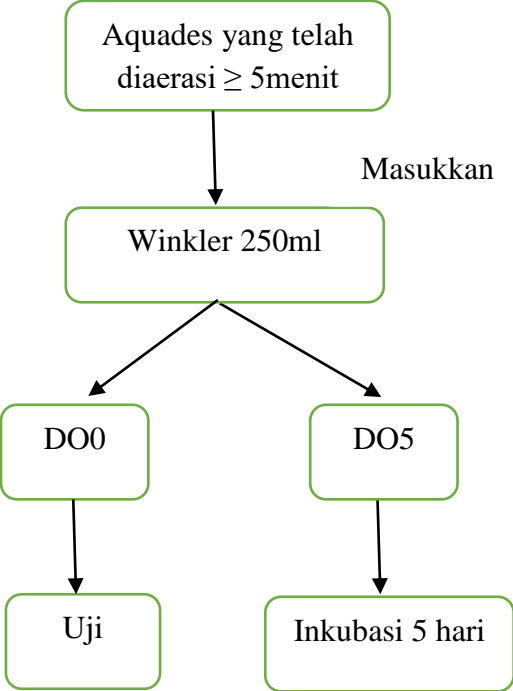 Aquades yang telah
diaerasi ≥ 5menit
Masukkan
Winkler 250ml
DO0
DO5
Uji
Inkubasi 5 hari